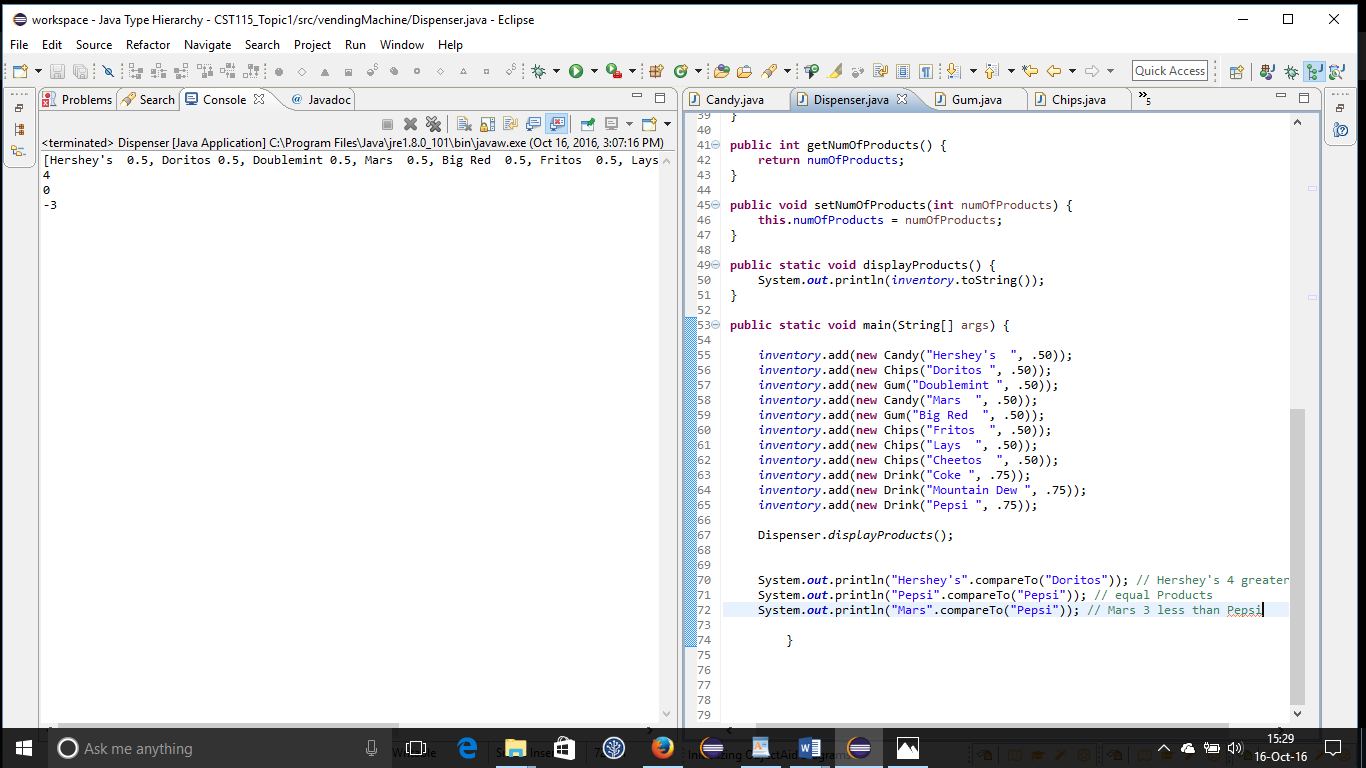 workspace - Java Type Hierarchy - CST115_Topic1/src/vendingMachine/Dispenser.java - Eclipse
File Edit Source Refactor Navigate Search Project Run Window Help
Quick Access
Problems Search Console Javadoc
<terminated> Dispenser [Java Application] C:\Program Files\Java\jre1.8.0_101\bin\javaw.exe (Oct 16, 2016, 3:07:16 PM)
[Hershey's  0.5, Doritos 0.5, Doublemint 0.5, Mars  0.5, Big Red  0.5, Fritos  0.5, Lays
4
0
-3
Candy.java Dispenser.java Gum.java Chips.java »5
39 }
40
41 public int getNumOfProducts() {
42     return numOfProducts;
43 }
44
45 public void setNumOfProducts(int numOfProducts) {
46     this.numOfProducts = numOfProducts;
47 }
48
49 public static void displayProducts() {
50     System.out.println(inventory.toString());
51 }
52
53 public static void main(String[] args) {
54
55     inventory.add(new Candy("Hershey's  ", .50));
56     inventory.add(new Chips("Doritos ", .50));
57     inventory.add(new Gum("Doublemint ", .50));
58     inventory.add(new Candy("Mars  ", .50));
59     inventory.add(new Gum("Big Red  ", .50));
60     inventory.add(new Chips("Fritos  ", .50));
61     inventory.add(new Chips("Lays  ", .50));
62     inventory.add(new Chips("Cheetos  ", .50));
63     inventory.add(new Drink("Coke ", .75));
64     inventory.add(new Drink("Mountain Dew ", .75));
65     inventory.add(new Drink("Pepsi ", .75));
66
67     Dispenser.displayProducts();
68
69
70     System.out.println("Hershey's".compareTo("Doritos")); // Hershey's 4 greater
71     System.out.println("Pepsi".compareTo("Pepsi")); // equal Products
72     System.out.println("Mars".compareTo("Pepsi")); // Mars 3 less than Pepsi
73
74         }
75
76
77
78
79
Ask me anything
15:29
16-Oct-16